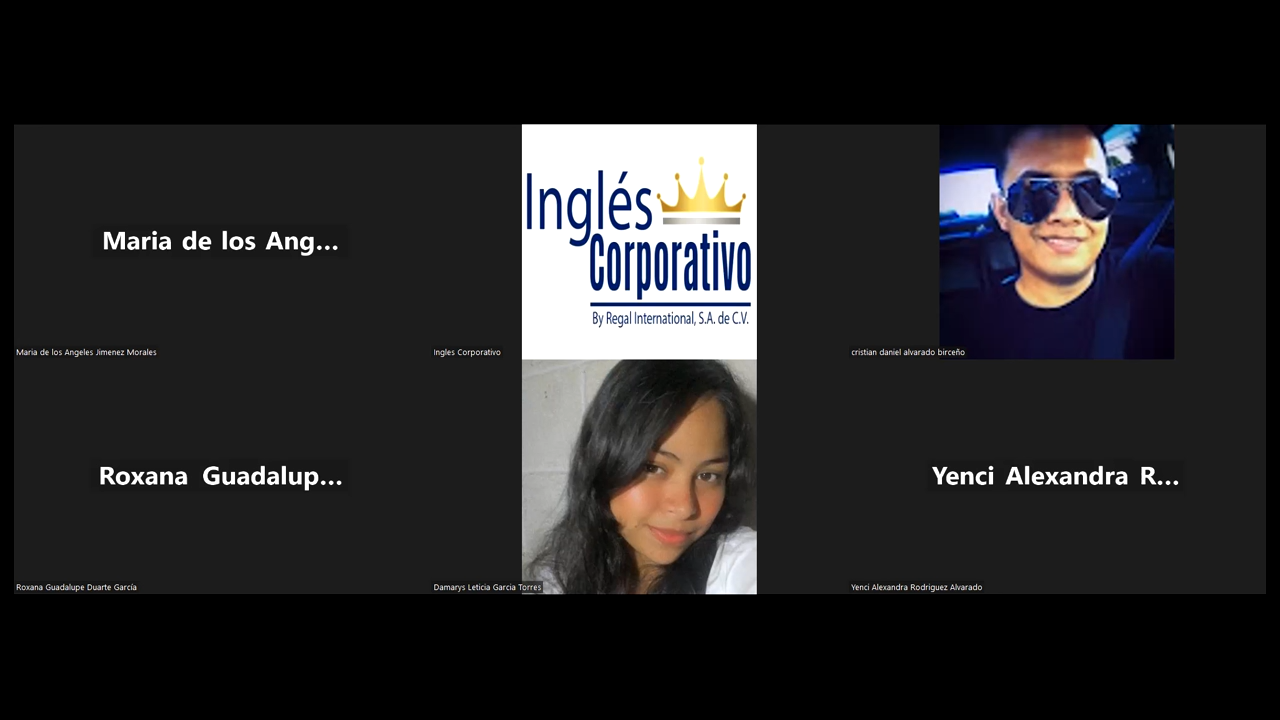 Maria de los Ang...
Maria de los Angeles Jimenez Morales
Inglés
Corporativo
By Regal International, S.A. de C.V.
Ingles Corporativo
cristian daniel alvarado birceño
Roxana Guadalup...
Roxana Guadalupe Duarte García
Damarys Leticia Garcia Torres
Yenci Alexandra R...
Yenci Alexandra Rodriguez Alvarado